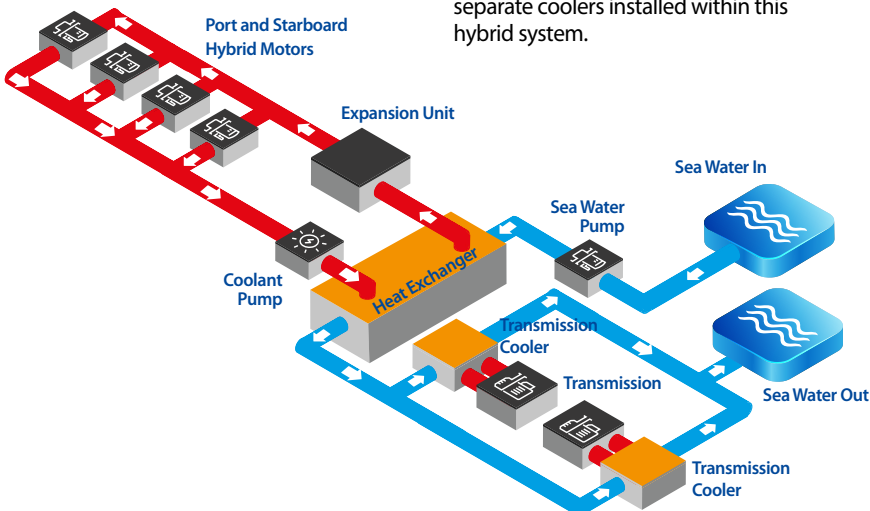 separate coolers installed within this
hybrid system.
Port and Starboard
Hybrid Motors
Expansion Unit
Sea Water In
Sea Water
Pump
Coolant
Pump
Heat Exchanger
Transmission
Cooler
Transmission
Sea Water Out
Transmission
Cooler